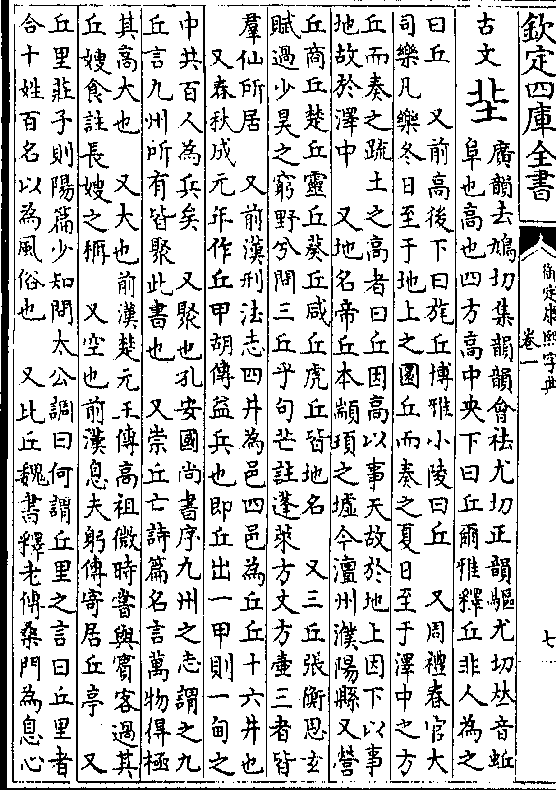 欽定四庫全書
御定康熙字典
卷一
七
古文𡊣
廣韻去鳩切集韻韻會袪尤切正韻驅尤切𠀤音蚯
阜也高也四方高中央下曰丘爾雅釋丘非人為之
曰丘　又前高後下曰旄丘博雅小陵曰丘　又周禮春官大
司樂凡樂冬日至于地上之圜丘而奏之夏日至于澤中之方
丘而奏之疏土之高者曰丘因高以事天故於地上因下以事
地故於澤中　又地名帝丘本顓頊之墟今澶州濮陽縣又營
丘商丘楚丘靈丘葵丘咸丘虎丘皆地名　又三丘張衡思玄
賦過少昊之窮野兮問三丘乎句芒註蓬萊方丈方壷三者皆
羣仙所居　又前漢刑法志四井為邑四邑為丘丘十六井也
又春秋成元年作丘甲胡傳益兵也即丘出一甲則一甸之
中共百人為兵矣　又聚也孔安國尚書序九州之志謂之九
丘言九州所有皆聚此書也　又崇丘亡詩篇名言萬物得極
其高大也　又大也前漢楚元王傳高祖微時嘗與賔客過其
丘嫂食註長嫂之稱　又空也前漢息夫躬傳寄居丘亭　又
丘里莊子則陽篇少知問太公調曰何謂丘里之言曰丘里者
合十姓百名以為風俗也　又比丘魏書釋老傳桑門為息心